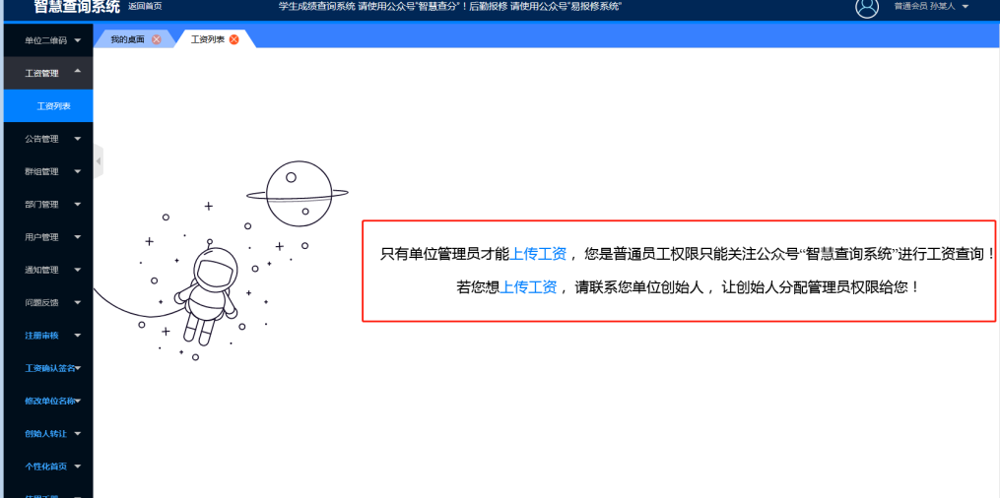 智慧查询系统 返回首页 学生成绩查询系统 请使用公众号"智慧查分"！后勤报修 请使用公众号"易报修系统" 普通会员 孙某人
单位二维码
我的桌面 工资列表
工资管理
工资列表
公告管理
群组管理
部门管理
用户管理
通知管理
问题反馈
注册审核
工资确认签名
修改单位名称
创始人转让
个性化首页
只有单位管理员才能上传工资，您是普通员工权限只能关注公众号“智慧查询系统”进行工资查询！
若您想上传工资，请联系您单位创始人，让创始人分配管理员权限给您！